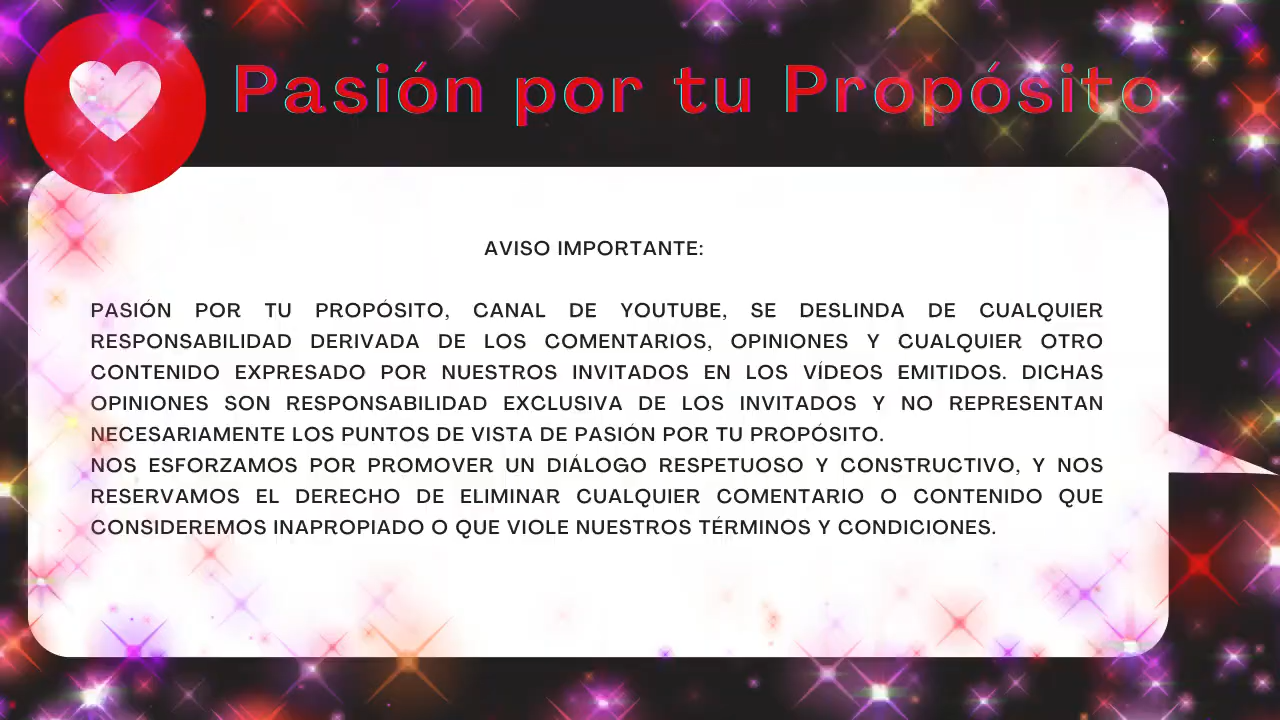 Pasión por tu Propósito
AVISO IMPORTANTE:
PASIÓN POR TU PROPÓSITO, CANAL DE YOUTUBE, SE DESLINDA DE CUALQUIER
RESPONSABILIDAD DERIVADA DE LOS COMENTARIOS, OPINIONES Y CUALQUIER OTRO
CONTENIDO EXPRESADO POR NUESTROS INVITADOS EN LOS VÍDEOS EMITIDOS. DICHAS
OPINIONES SON RESPONSABILIDAD EXCLUSIVA DE LOS INVITADOS Y NO REPRESENTAN
NECESARIAMENTE LOS PUNTOS DE VISTA DE PASIÓN POR TU PROPÓSITO.
NOS ESFORZAMOS POR PROMOVER UN DIÁLOGO RESPETUOSO Y CONSTRUCTIVO, Y NOS
RESERVAMOS EL DERECHO DE ELIMINAR CUALQUIER COMENTARIO O CONTENIDO QUE
CONSIDEREMOS INAPROPIADO O QUE VIOLE NUESTROS TÉRMINOS Y CONDICIONES.